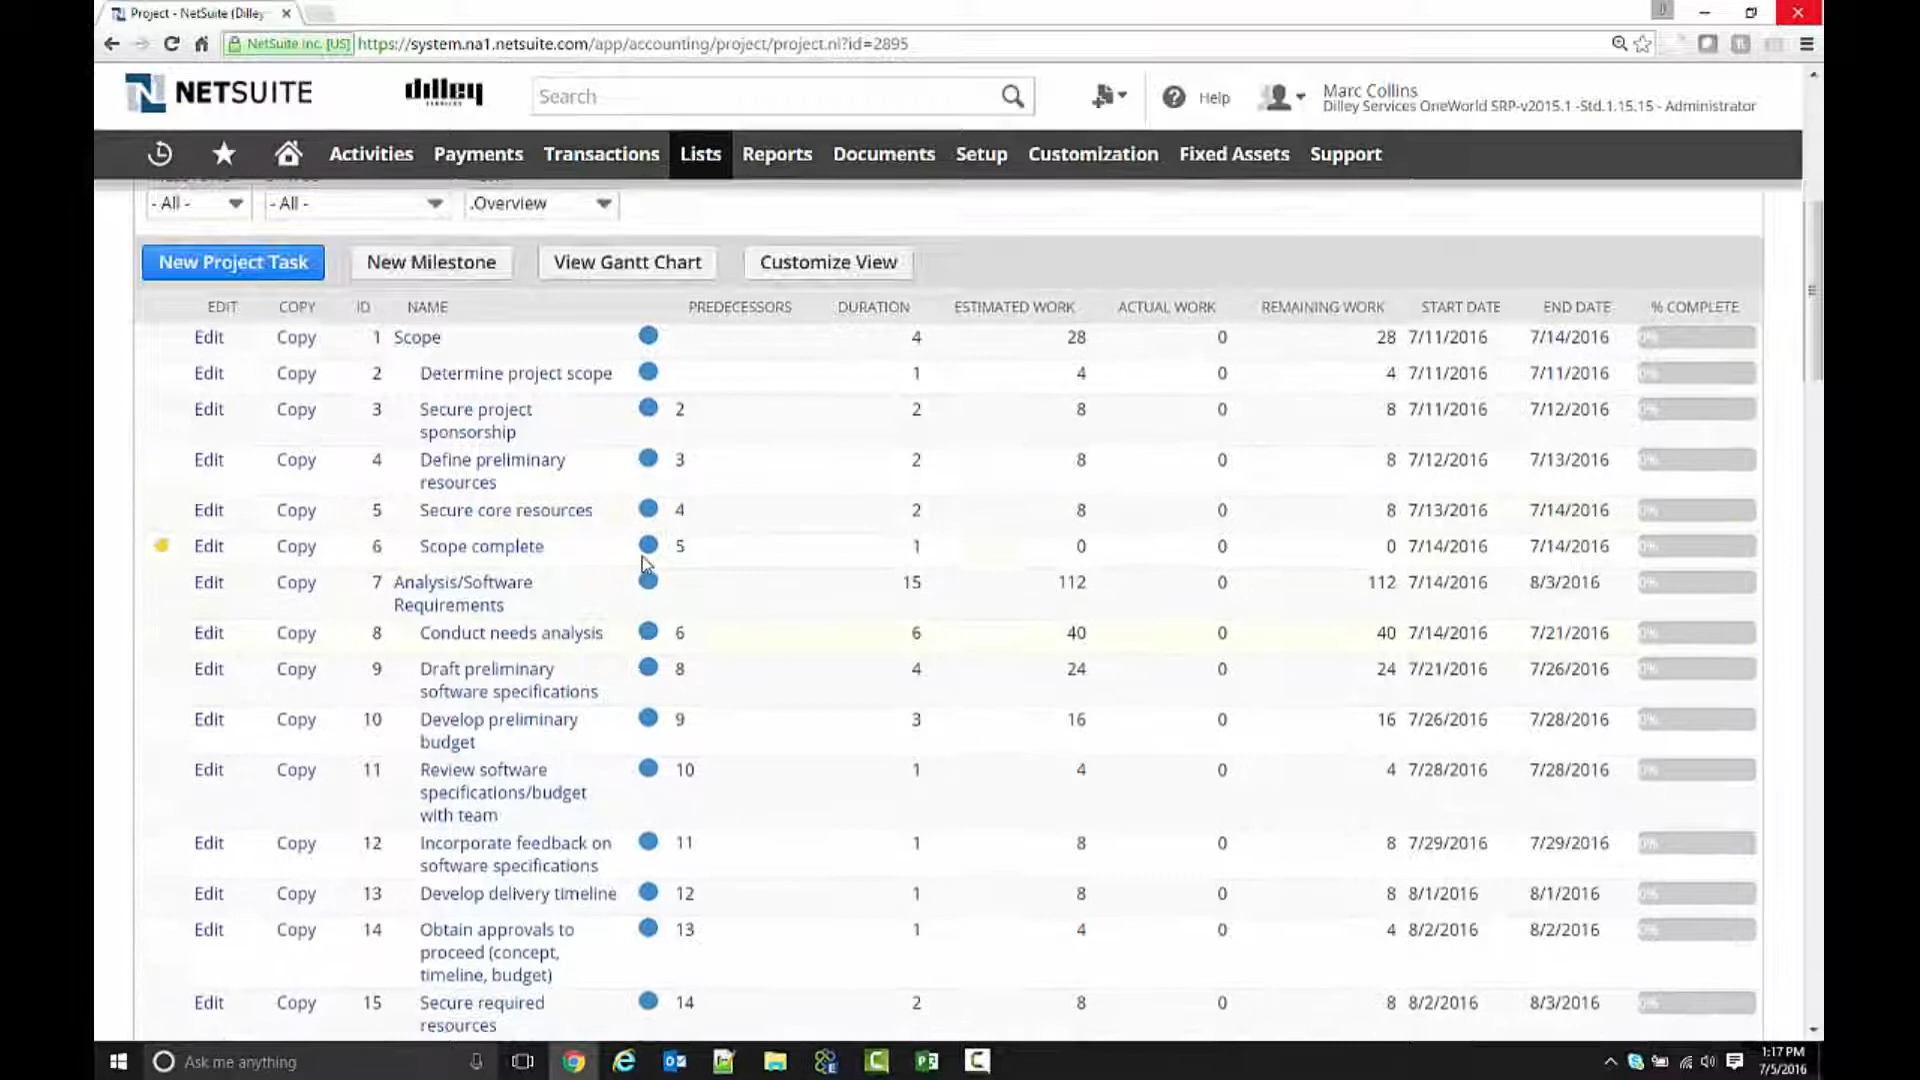 Project - NetSuite (Dilley
NetSuite Inc. [US] https://system.na1.netsuite.com/app/accounting/project/project.nl?id=2895
NETSUITE
dilley
SERVICES
Search
Help
Marc Collins
Dilley Services OneWorld SRP-v2015.1 -Std.1.15.15 - Administrator
Activities Payments Transactions Lists Reports Documents Setup Customization Fixed Assets Support
- All - - All - .Overview
New Project Task New Milestone View Gantt Chart Customize View
EDIT COPY ID NAME PREDECESSORS DURATION ESTIMATED WORK ACTUAL WORK REMAINING WORK START DATE END DATE % COMPLETE
Edit Copy 1 Scope 4 28 0 28 7/11/2016 7/14/2016 0%
Edit Copy 2 Determine project scope 1 4 0 4 7/11/2016 7/11/2016 0%
Edit Copy 3 Secure project 2 2 8 0 8 7/11/2016 7/12/2016 0%
sponsorship
Edit Copy 4 Define preliminary 3 2 8 0 8 7/12/2016 7/13/2016 0%
resources
Edit Copy 5 Secure core resources 4 2 8 0 8 7/13/2016 7/14/2016 0%
Edit Copy 6 Scope complete 5 1 0 0 0 7/14/2016 7/14/2016 0%
Edit Copy 7 Analysis/Software 15 112 0 112 7/14/2016 8/3/2016 0%
Requirements
Edit Copy 8 Conduct needs analysis 6 6 40 0 40 7/14/2016 7/21/2016 0%
Edit Copy 9 Draft preliminary 8 4 24 0 24 7/21/2016 7/26/2016 0%
software specifications
Edit Copy 10 Develop preliminary 9 3 16 0 16 7/26/2016 7/28/2016 0%
budget
Edit Copy 11 Review software 10 1 4 0 4 7/28/2016 7/28/2016 0%
specifications/budget
with team
Edit Copy 12 Incorporate feedback on 11 1 8 0 8 7/29/2016 7/29/2016 0%
software specifications
Edit Copy 13 Develop delivery timeline 12 1 8 0 8 8/1/2016 8/1/2016 0%
Edit Copy 14 Obtain approvals to 13 1 4 0 4 8/2/2016 8/2/2016 0%
proceed (concept,
timeline, budget)
Edit Copy 15 Secure required 14 2 8 0 8 8/2/2016 8/3/2016 0%
resources
Ask me anything
1:17 PM
7/5/2016